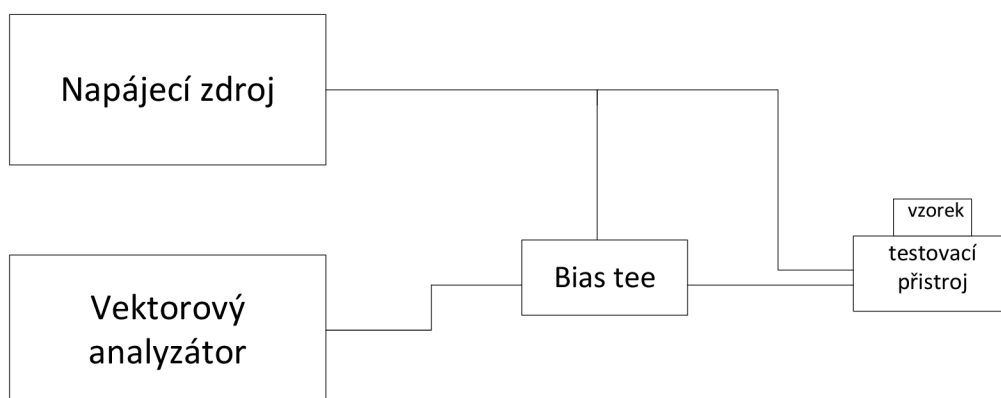 Napájecí zdroj
vzorek
testovací
přistroj
Bias tee
Vektorový
analyzátor